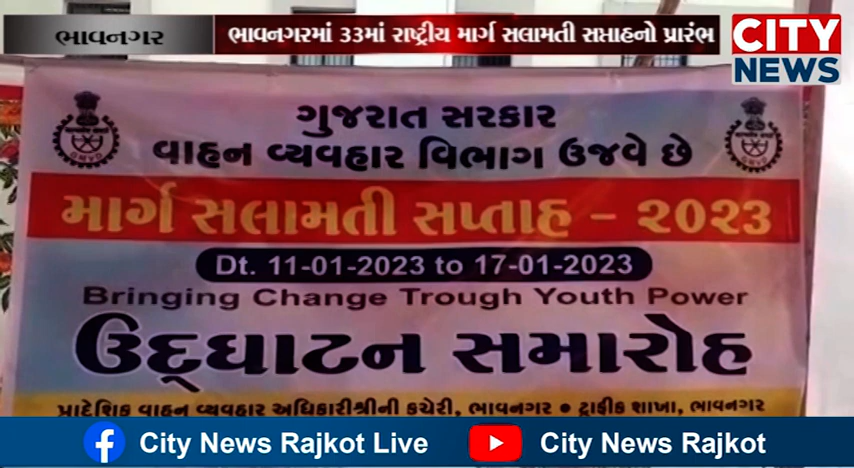 ભાવનગર
ભાવનગરમાં ૩૩માં રાષ્ટ્રીય માર્ગ સલામતી સપ્તાહનો પ્રારંભ
CITY
NEWS
ગુજરાત સરકાર
વાહન વ્યવહાર વિભાગ ઉજવે છે
માર્ગ સલામતી સપ્તાહ - ૨૦૨૩
Dt. 11-01-2023 to 17-01-2023
Bringing Change Trough Youth Power
ઉદ્ઘાટન સમારોહ
પ્રાદેશિક વાહન વ્યવહાર અધિકારીશ્રીની કચેરી, ભાવનગર • ટ્રાફીક શાખા, ભાવનગર
City News Rajkot Live
City News Rajkot